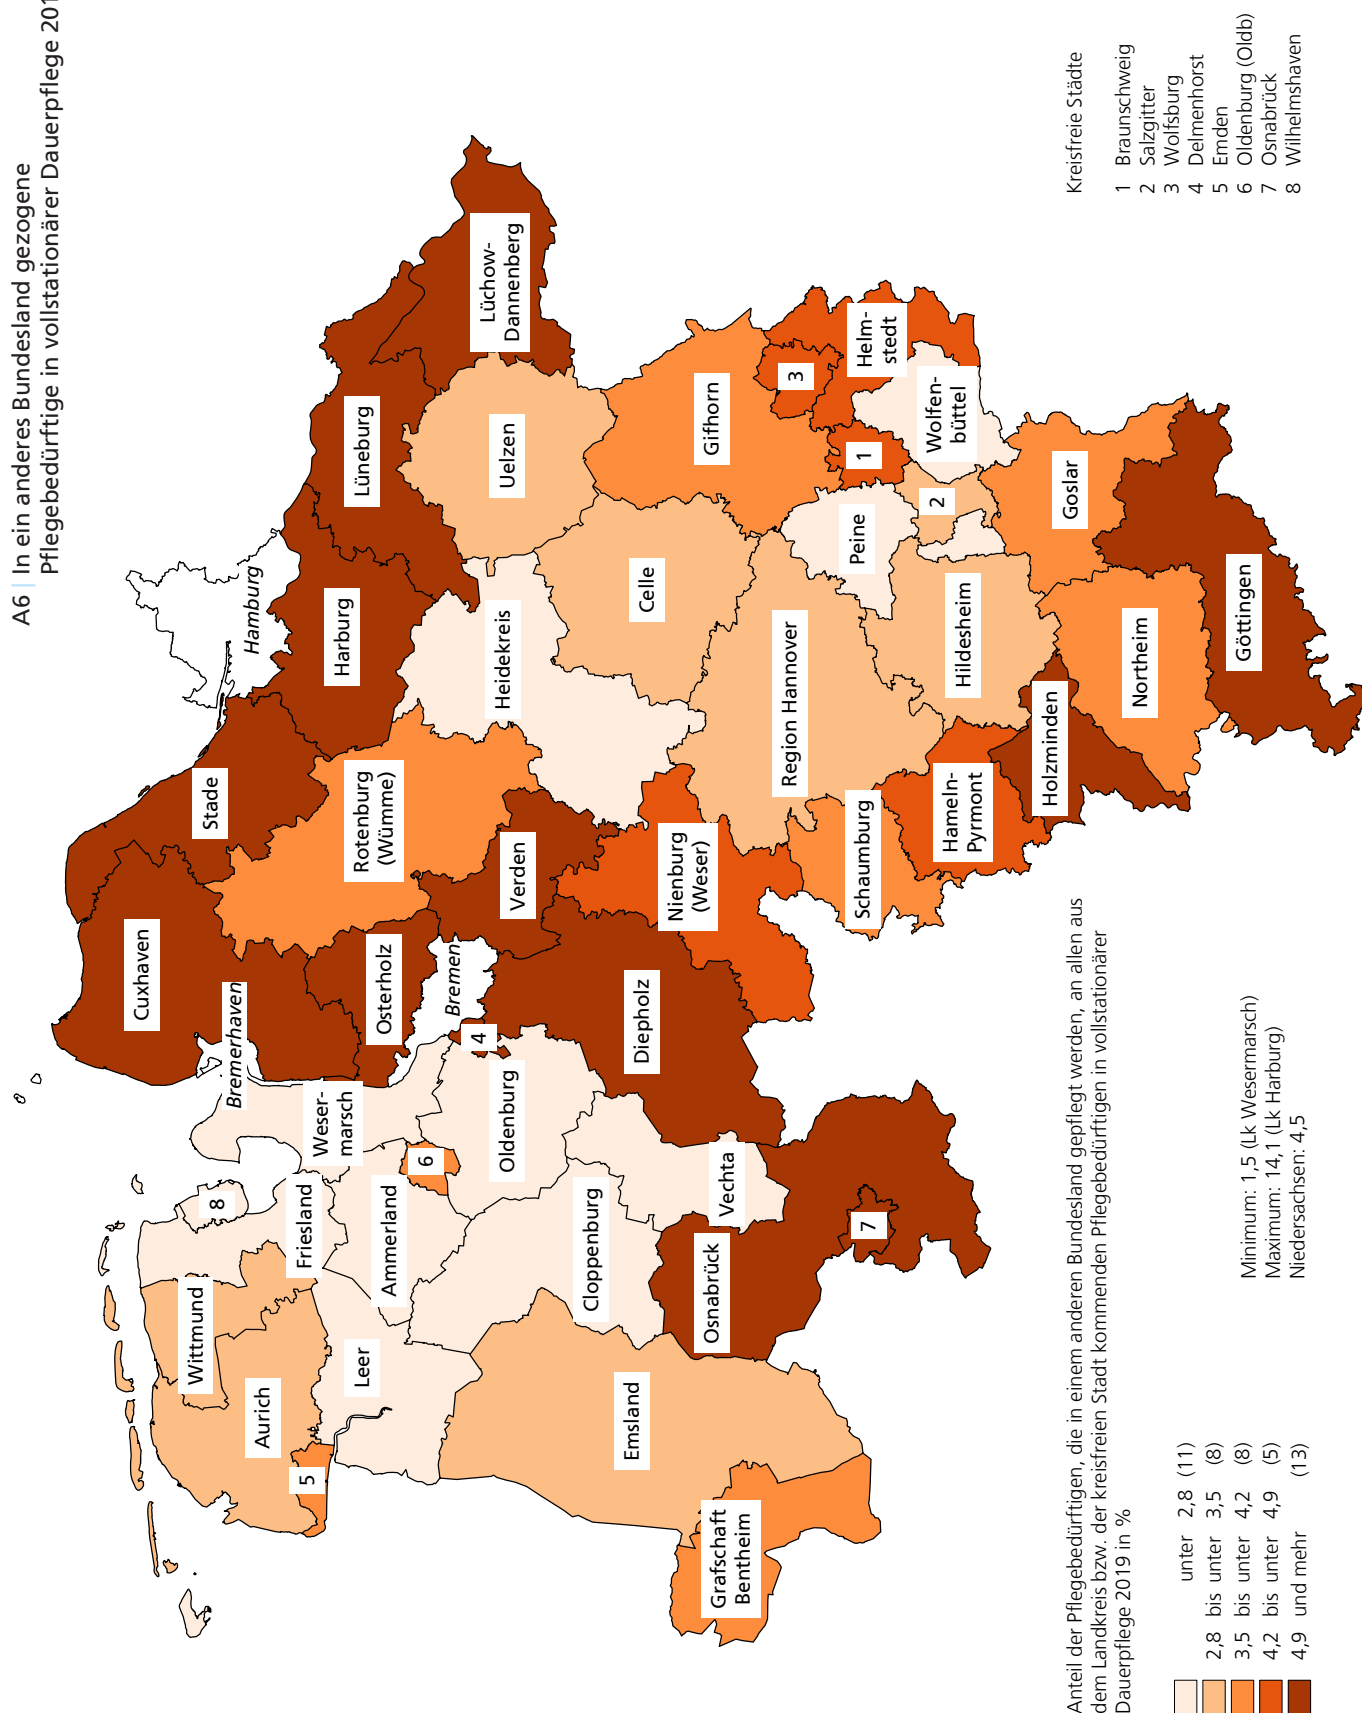 A6 | In ein anderes Bundesland gezogene
Pflegebedürftige in vollstationärer Dauerpflege 201
Cuxhaven
Stade
Hamburg
Bremerhaven
Harburg
Lüneburg
Lüchow-
Dannenberg
Wittmund
8
Aurich
Friesland
Weser-
marsch
Osterholz
Rotenburg
(Wümme)
Uelzen
5
Leer
Ammerland
6
Bremen
4
Oldenburg
Verden
Heidekreis
Cloppenburg
Diepholz
Celle
Gifhorn
Emsland
Vechta
Nienburg
(Weser)
Osnabrück
Region Hannover
3
Grafschaft
Bentheim
7
Schaumburg
Peine
1
Helm-
stedt
Hameln-
Pyrmont
Hildesheim
2
Wolfen-
büttel
Holzminden
Goslar
Northeim
Göttingen
Anteil der Pflegebedürftigen, die in einem anderen Bundesland gepflegt werden, an allen aus
dem Landkreis bzw. der kreisfreien Stadt kommenden Pflegebedürftigen in vollstationärer
Dauerpflege 2019 in %
unter 2,8 (11)
2,8 bis unter 3,5 (8)
3,5 bis unter 4,2 (8)
4,2 bis unter 4,9 (5)
4,9 und mehr (13)
Minimum: 1,5 (Lk Wesermarsch)
Maximum: 14,1 (Lk Harburg)
Niedersachsen: 4,5
Kreisfreie Städte
1 Braunschweig
2 Salzgitter
3 Wolfsburg
4 Delmenhorst
5 Emden
6 Oldenburg (Oldb)
7 Osnabrück
8 Wilhelmshaven